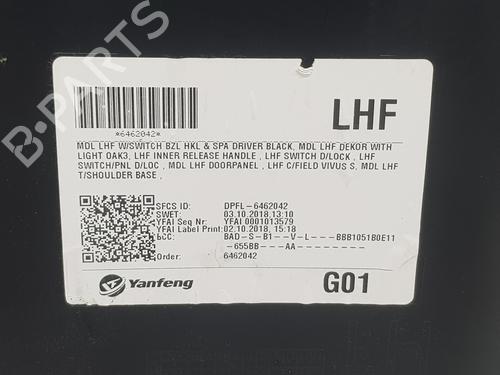 LHF
*6462042*
MDL LHF W/SWITCH BZL HKL & SPA DRIVER BLACK, MDL LHF DEKOR WITH
LIGHT OAK3, LHF INNER RELEASE HANDLE , LHF SWITCH D/LOCK , LHF
SWITCH/PNL D/LOC , MDL LHF DOORPANEL , LHF C/FIELD VIVUS S, MDL LHF
T/SHOULDER BASE ,
SFCS ID: DPFL-6462042
SWET: 03.10.2018,13:10
YFAI Seq Nr: YFAI 0001013579
YFAI Label Print: 02.10.2018, 15:18
bCC: BAD-S-B1--V-L---BBB1051B0E11
-655BB---AA--------
Order: 6462042
Yanfeng
G01
B-PARTS